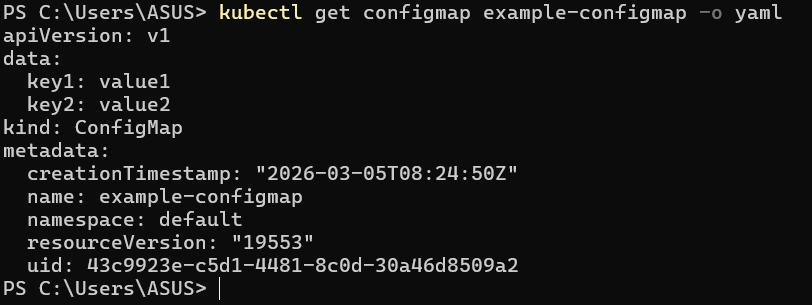 PS C:\Users\ASUS> kubectl get configmap example-configmap -o yaml
apiVersion: v1
data:
  key1: value1
  key2: value2
kind: ConfigMap
metadata:
  creationTimestamp: "2026-03-05T08:24:50Z"
  name: example-configmap
  namespace: default
  resourceVersion: "19553"
  uid: 43c9923e-c5d1-4481-8c0d-30a46d8509a2
PS C:\Users\ASUS>